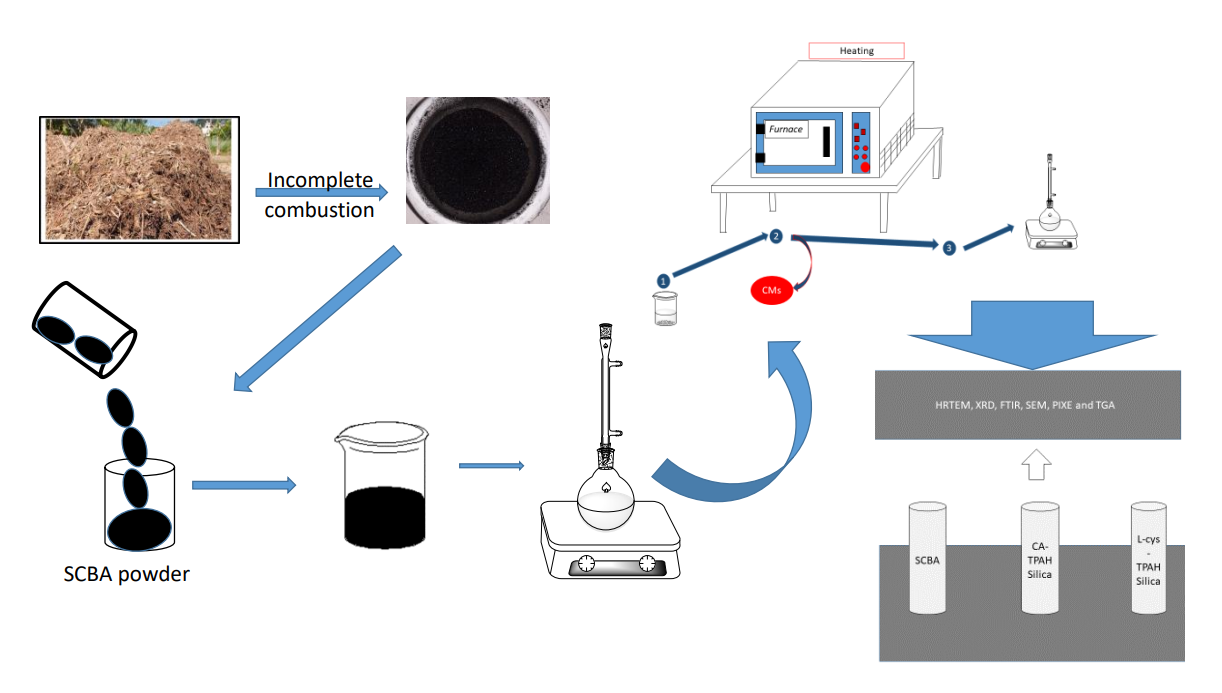 Heating
Furnace
Incomplete
combustion
1
2
3
CMs
HRTEM, XRD, FTIR, SEM, PIXE and TGA
SCBA powder
SCBA
CA-
TPAH
Silica
L-cys
-
TPAH
Silica